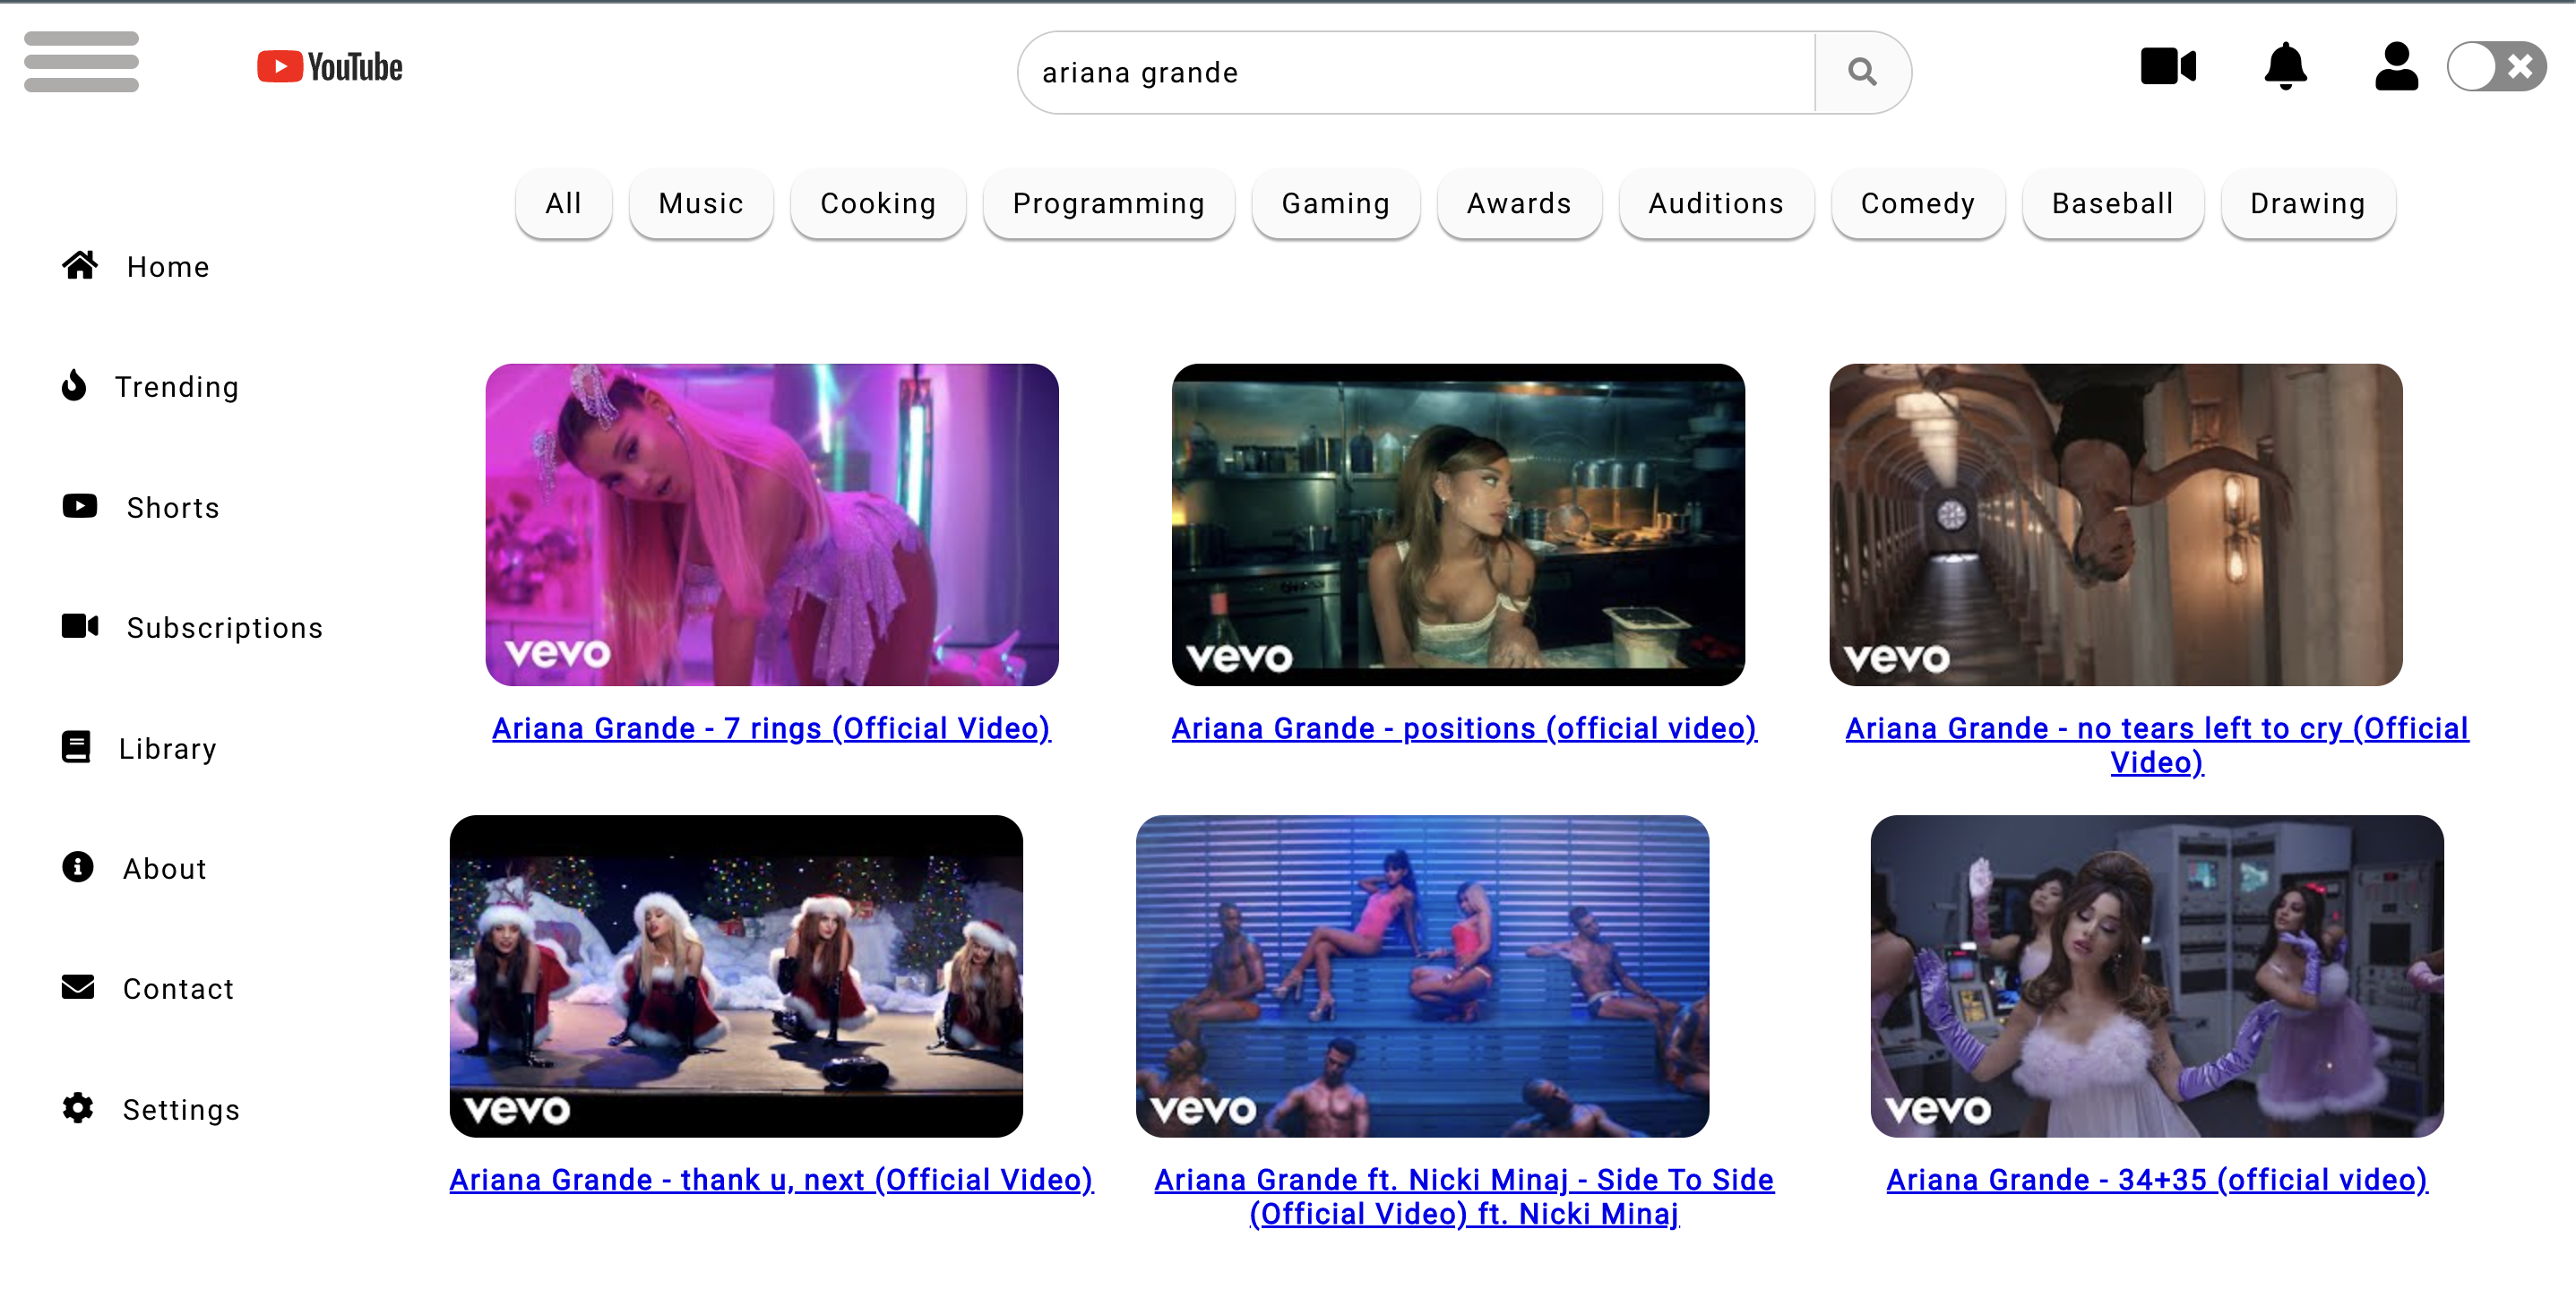 YouTube
ariana grande
All Music Cooking Programming Gaming Awards Auditions Comedy Baseball Drawing
Home
Trending
Shorts
Subscriptions
Library
About
Contact
Settings
vevo
vevo
vevo
Ariana Grande - 7 rings (Official Video)
Ariana Grande - positions (official video)
Ariana Grande - no tears left to cry (Official
Video)
vevo
vevo
vevo
Ariana Grande - thank u, next (Official Video)
Ariana Grande ft. Nicki Minaj - Side To Side
(Official Video) ft. Nicki Minaj
Ariana Grande - 34+35 (official video)